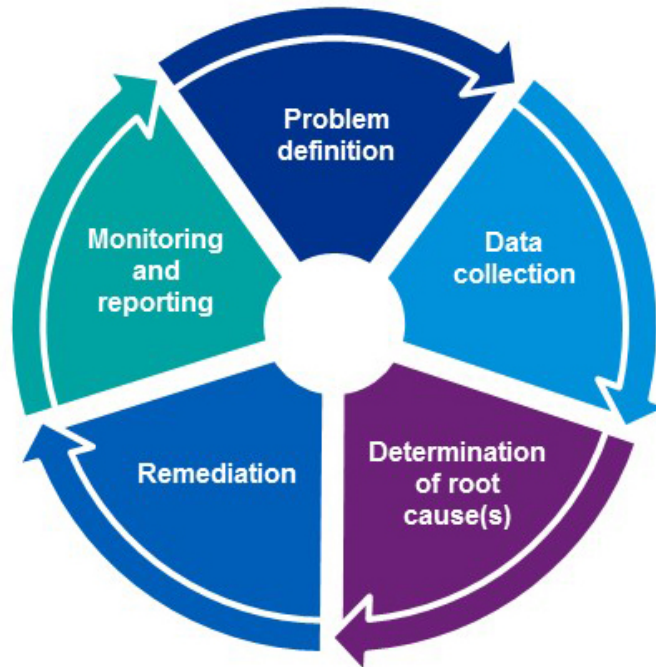 Problem
definition
Data
collection
Determination
of root
cause(s)
Remediation
Monitoring
and
reporting